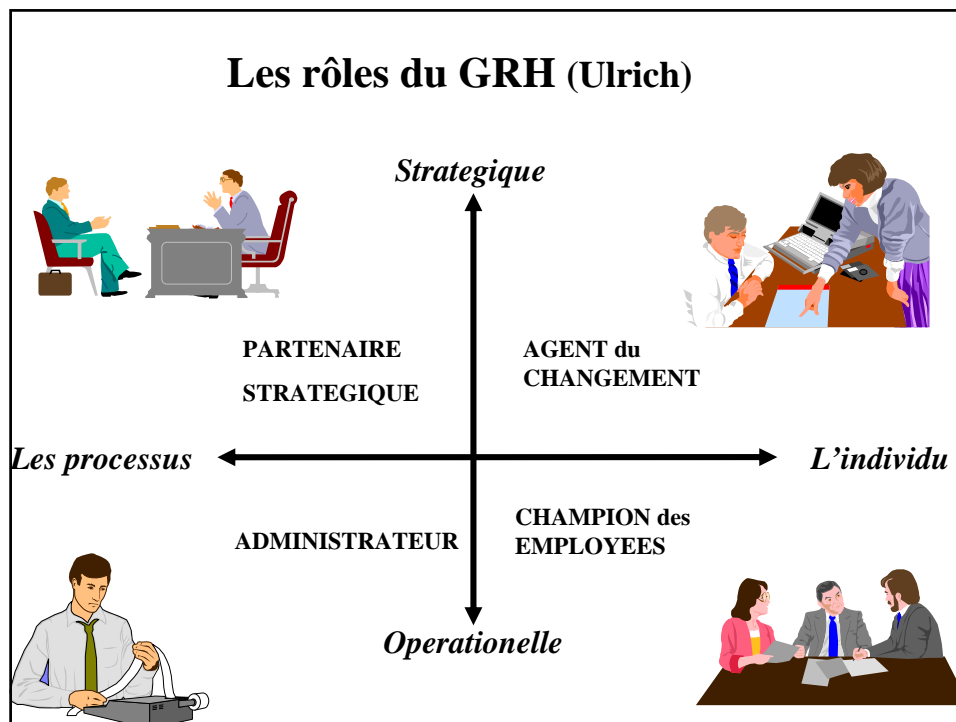 Les rôles du GRH (Ulrich)
Strategique
PARTENAIRE
STRATEGIQUE
AGENT du
CHANGEMENT
Les processus
L’individu
ADMINISTRATEUR
CHAMPION des
EMPLOYEES
Operationelle